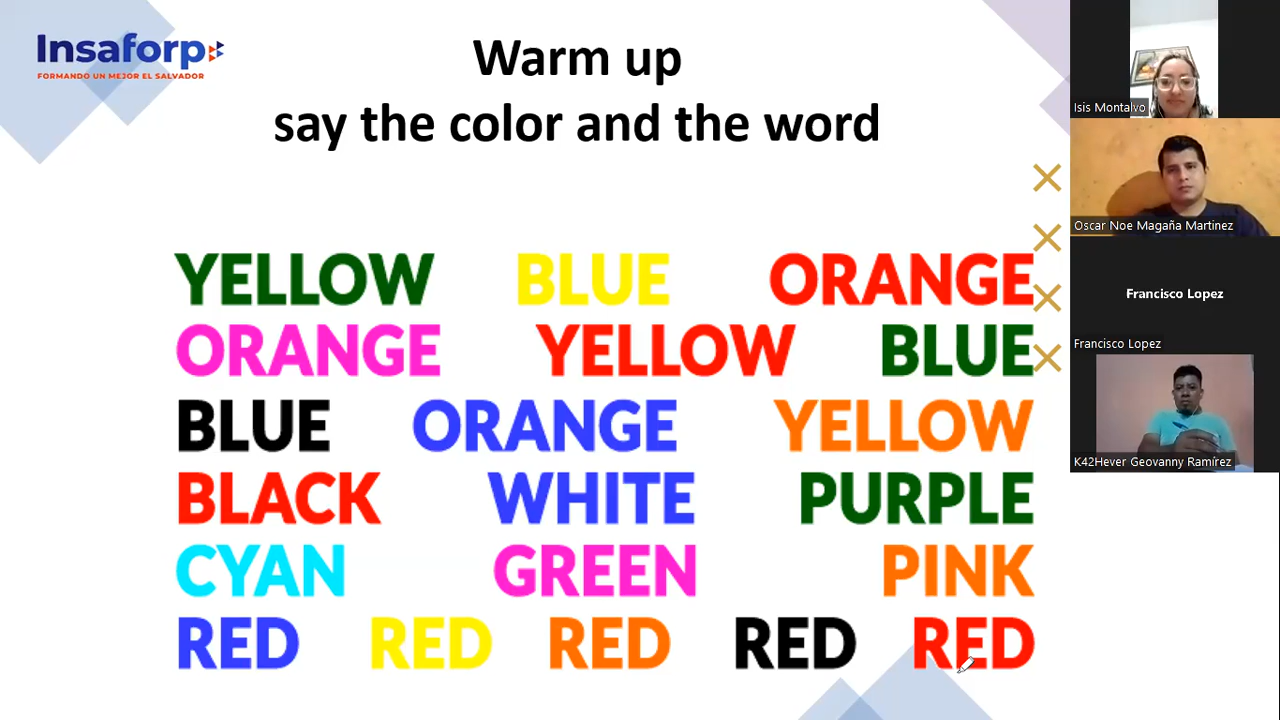 Insaforp
FORMANDO UN MEJOR EL SALVADOR
Warm up
say the color and the word
YELLOW BLUE ORANGE
ORANGE YELLOW BLUE
BLUE ORANGE YELLOW
BLACK WHITE PURPLE
CYAN GREEN PINK
RED RED RED RED RED
Isis Montalvo
Oscar Noe Magaña Martinez
Francisco Lopez
Francisco Lopez
K42Hever Geovanny Ramírez